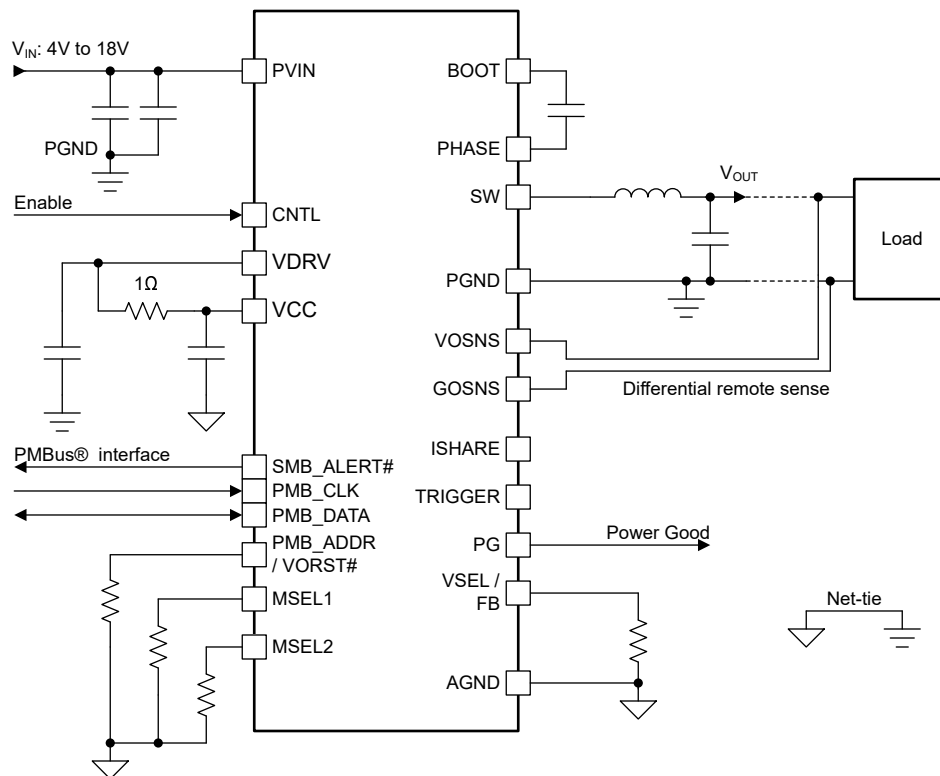 V_IN: 4V to 18V
PVIN
PGND
Enable
CNTL
VDRV
1Ω
VCC
PMBus® interface
SMB_ALERT#
PMB_CLK
PMB_DATA
PMB_ADDR
/ VORST#
MSEL1
MSEL2
BOOT
PHASE
SW
V_OUT
Load
PGND
VOSNS
GOSNS
Differential remote sense
ISHARE
TRIGGER
PG
Power Good
VSEL /
FB
Net-tie
AGND